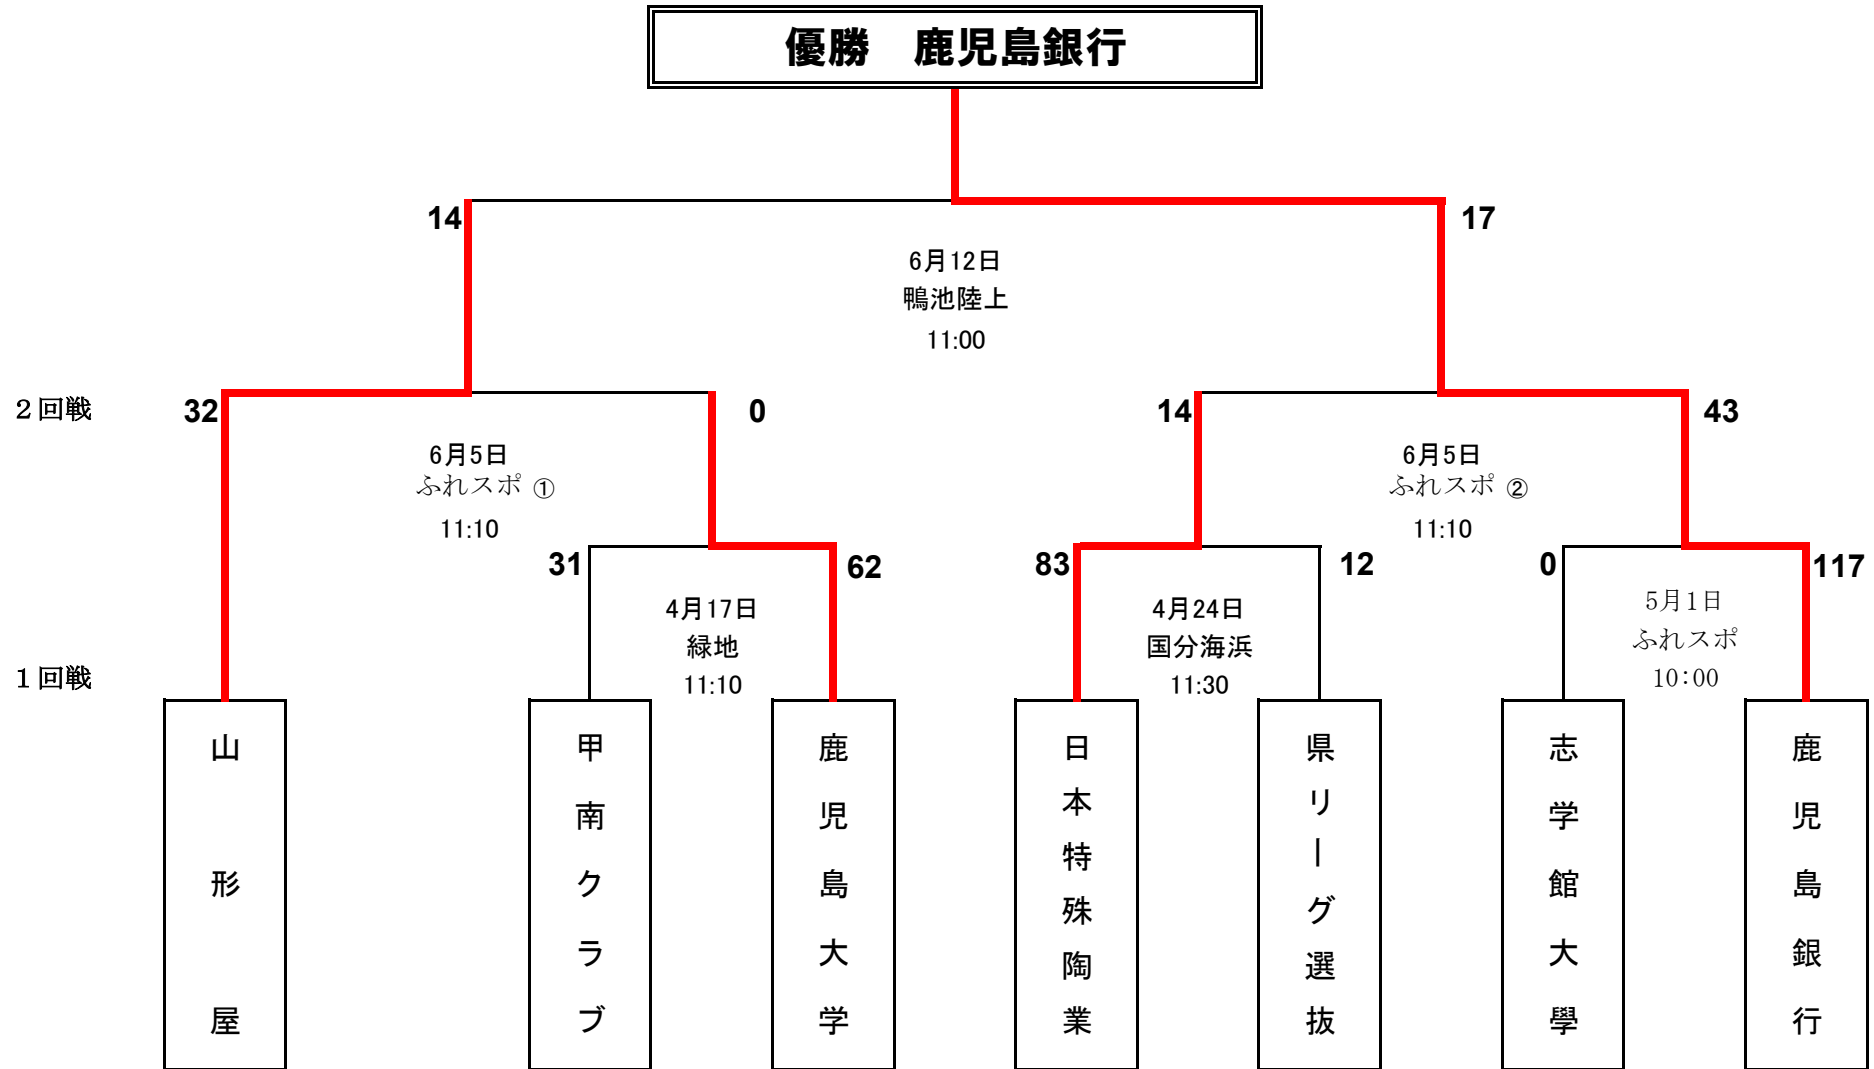 優勝　鹿児島銀行
14
17
6月12日
鴨池陸上
11:00
２回戦
32
0
14
43
6月5日
ふれスポ ①
11:10
6月5日
ふれスポ ②
11:10
31
62
83
12
0
117
4月17日
緑地
11:10
4月24日
国分海浜
11:30
5月1日
ふれスポ
10:00
１回戦
山形屋
甲南クラブ
鹿児島大学
日本特殊陶業
県リーグ選抜
志学館大學
鹿児島銀行